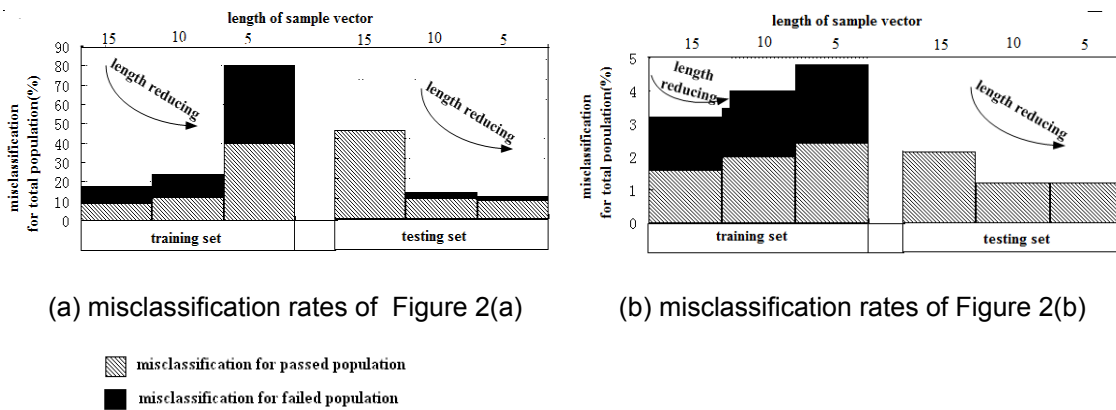 length of sample vector
15 10 5 15 10 5
misclassification
for total population(%)
90
80
70
60
50
40
30
20
10
0
length reducing
length reducing
training set testing set
(a) misclassification rates of Figure 2(a)
length of sample vector
15 10 5 15 10 5
misclassification
for total population(%)
5
4
3
2
1
0
length
reducing
length reducing
training set testing set
(b) misclassification rates of Figure 2(b)
misclassification for passed population
misclassification for failed population